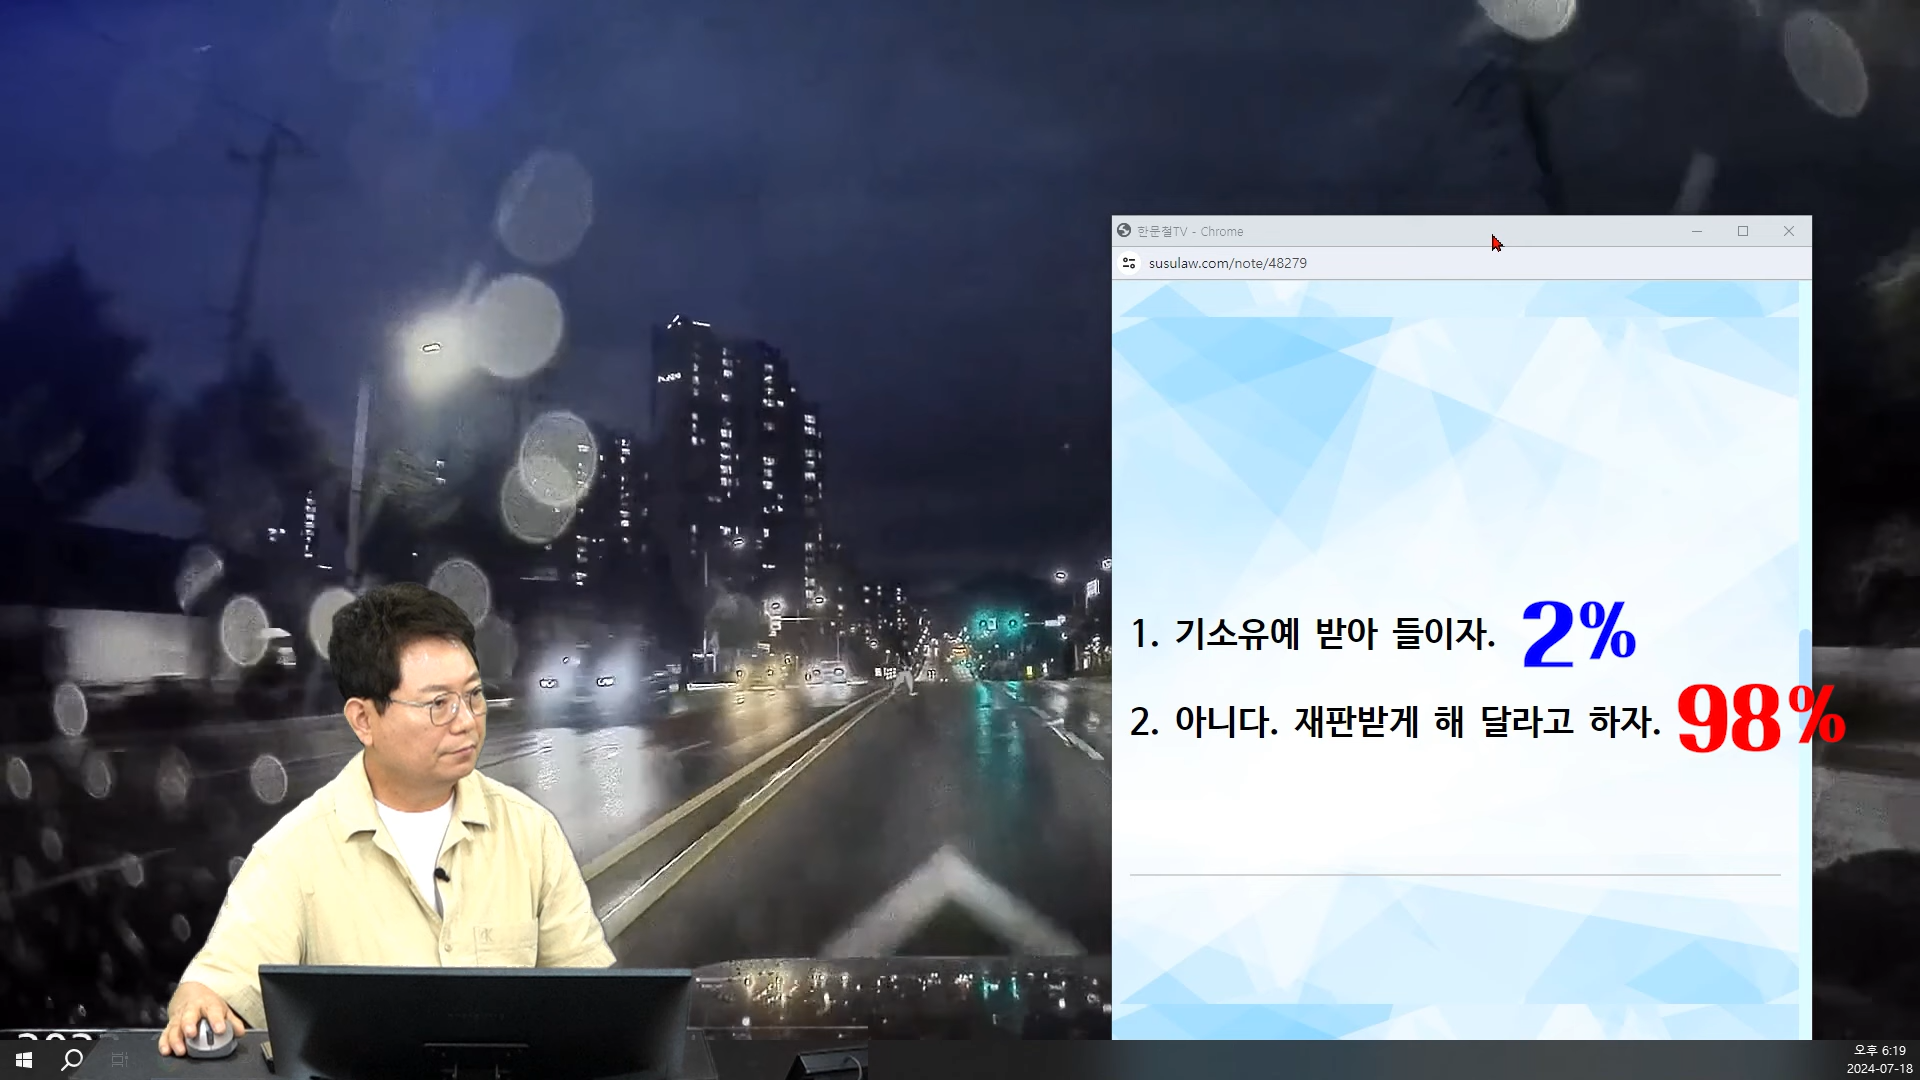 한문철TV - Chrome
susulaw.com/note/48279
1. 기소유예 받아 들이자. 2%
2. 아니다. 재판받게 해 달라고 하자. 98%
오후 6:19
2024-07-18